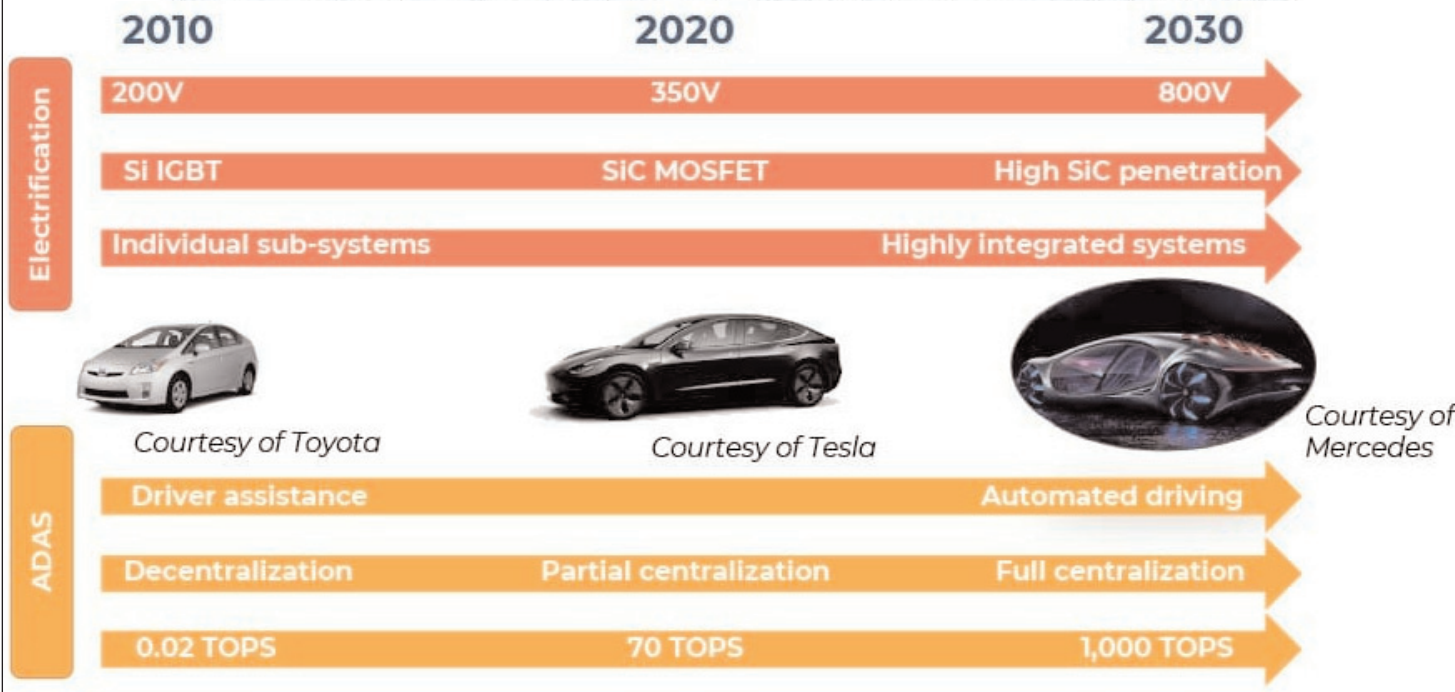 2010 2020 2030
Electrification
200V 350V 800V
Si IGBT SiC MOSFET High SiC penetration
Individual sub-systems Highly integrated systems
Courtesy of Toyota
Courtesy of Tesla
Courtesy of
Mercedes
ADAS
Driver assistance Automated driving
Decentralization Partial centralization Full centralization
0.02 TOPS 70 TOPS 1,000 TOPS